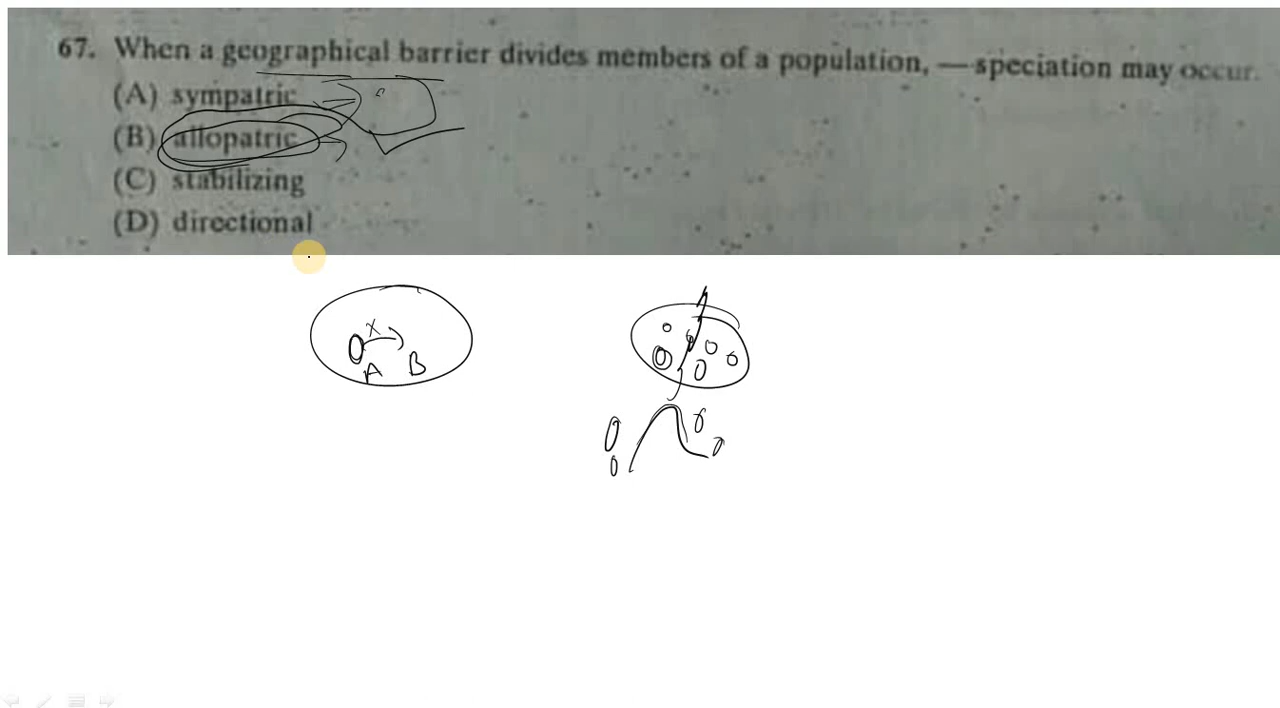 67. When a geographical barrier divides members of a population, — speciation may occur.
(A) sympatric
(B) allopatric
(C) stabilizing
(D) directional
X
A B